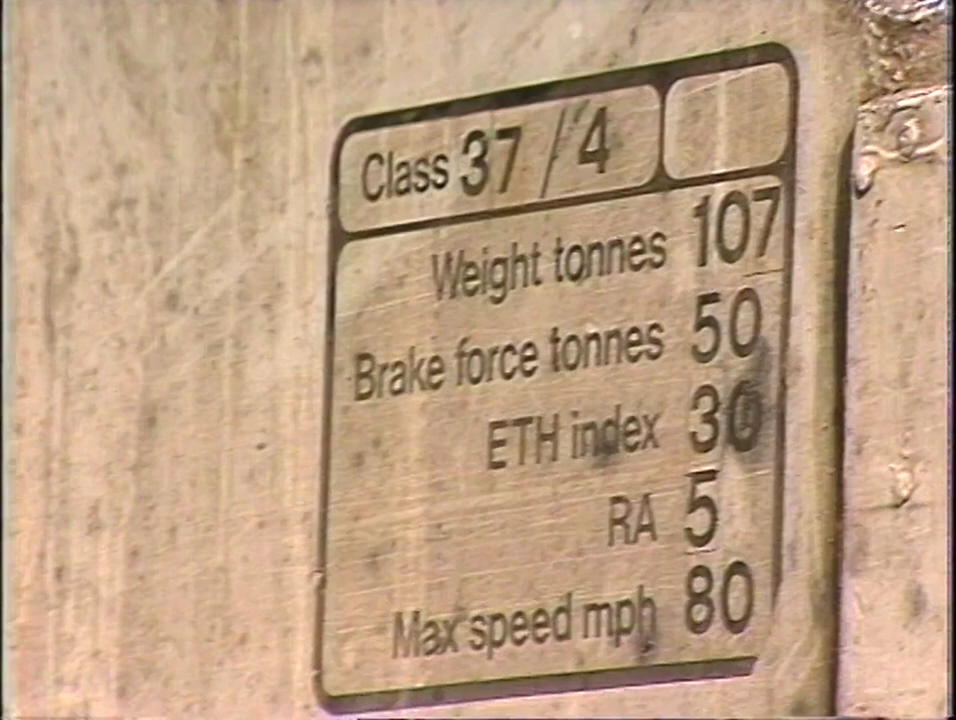 Class 37/4
Weight tonnes 107
Brake force tonnes 50
ETH index 30
RA 5
Max speed mph 80